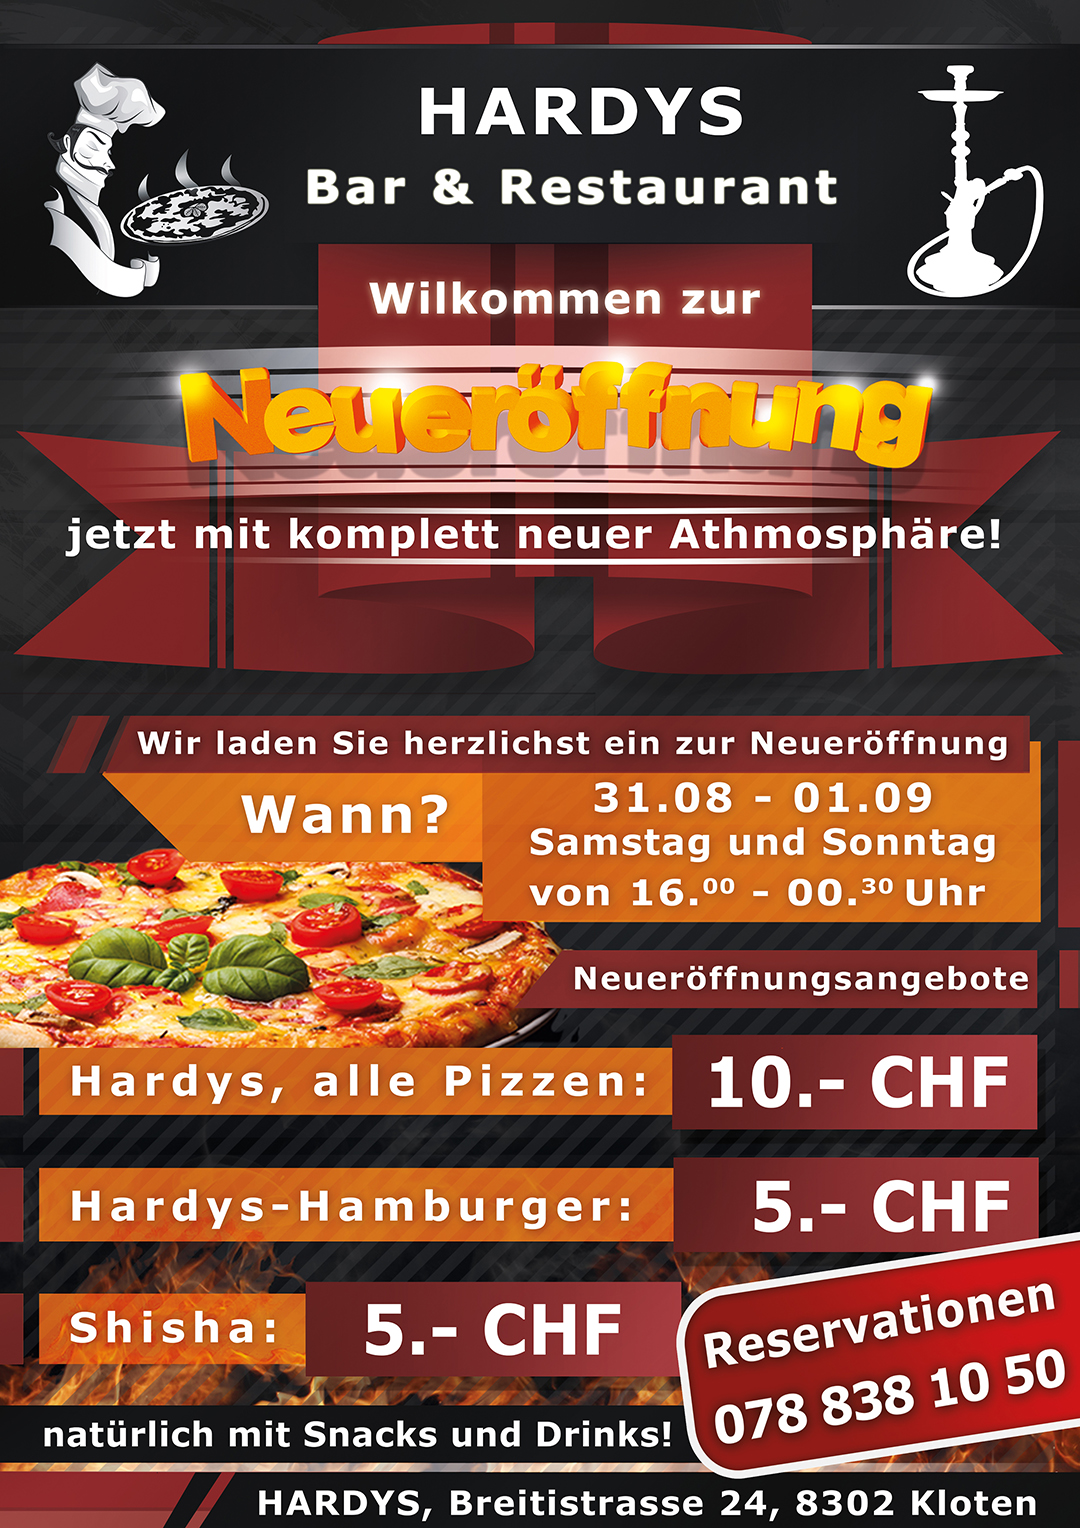 HARDYS
Bar & Restaurant
Wilkommen zur
Neueröffnung
jetzt mit komplett neuer Athmosphäre!
Wir laden Sie herzlichst ein zur Neueröffnung
Wann?
31.08 - 01.09
Samstag und Sonntag
von 16.⁰⁰ - 00.³⁰ Uhr
Neueröffnungsangebote
Hardys, alle Pizzen: 10.- CHF
Hardys-Hamburger: 5.- CHF
Shisha: 5.- CHF
Reservationen
078 838 10 50
natürlich mit Snacks und Drinks!
HARDYS, Breitistrasse 24, 8302 Kloten